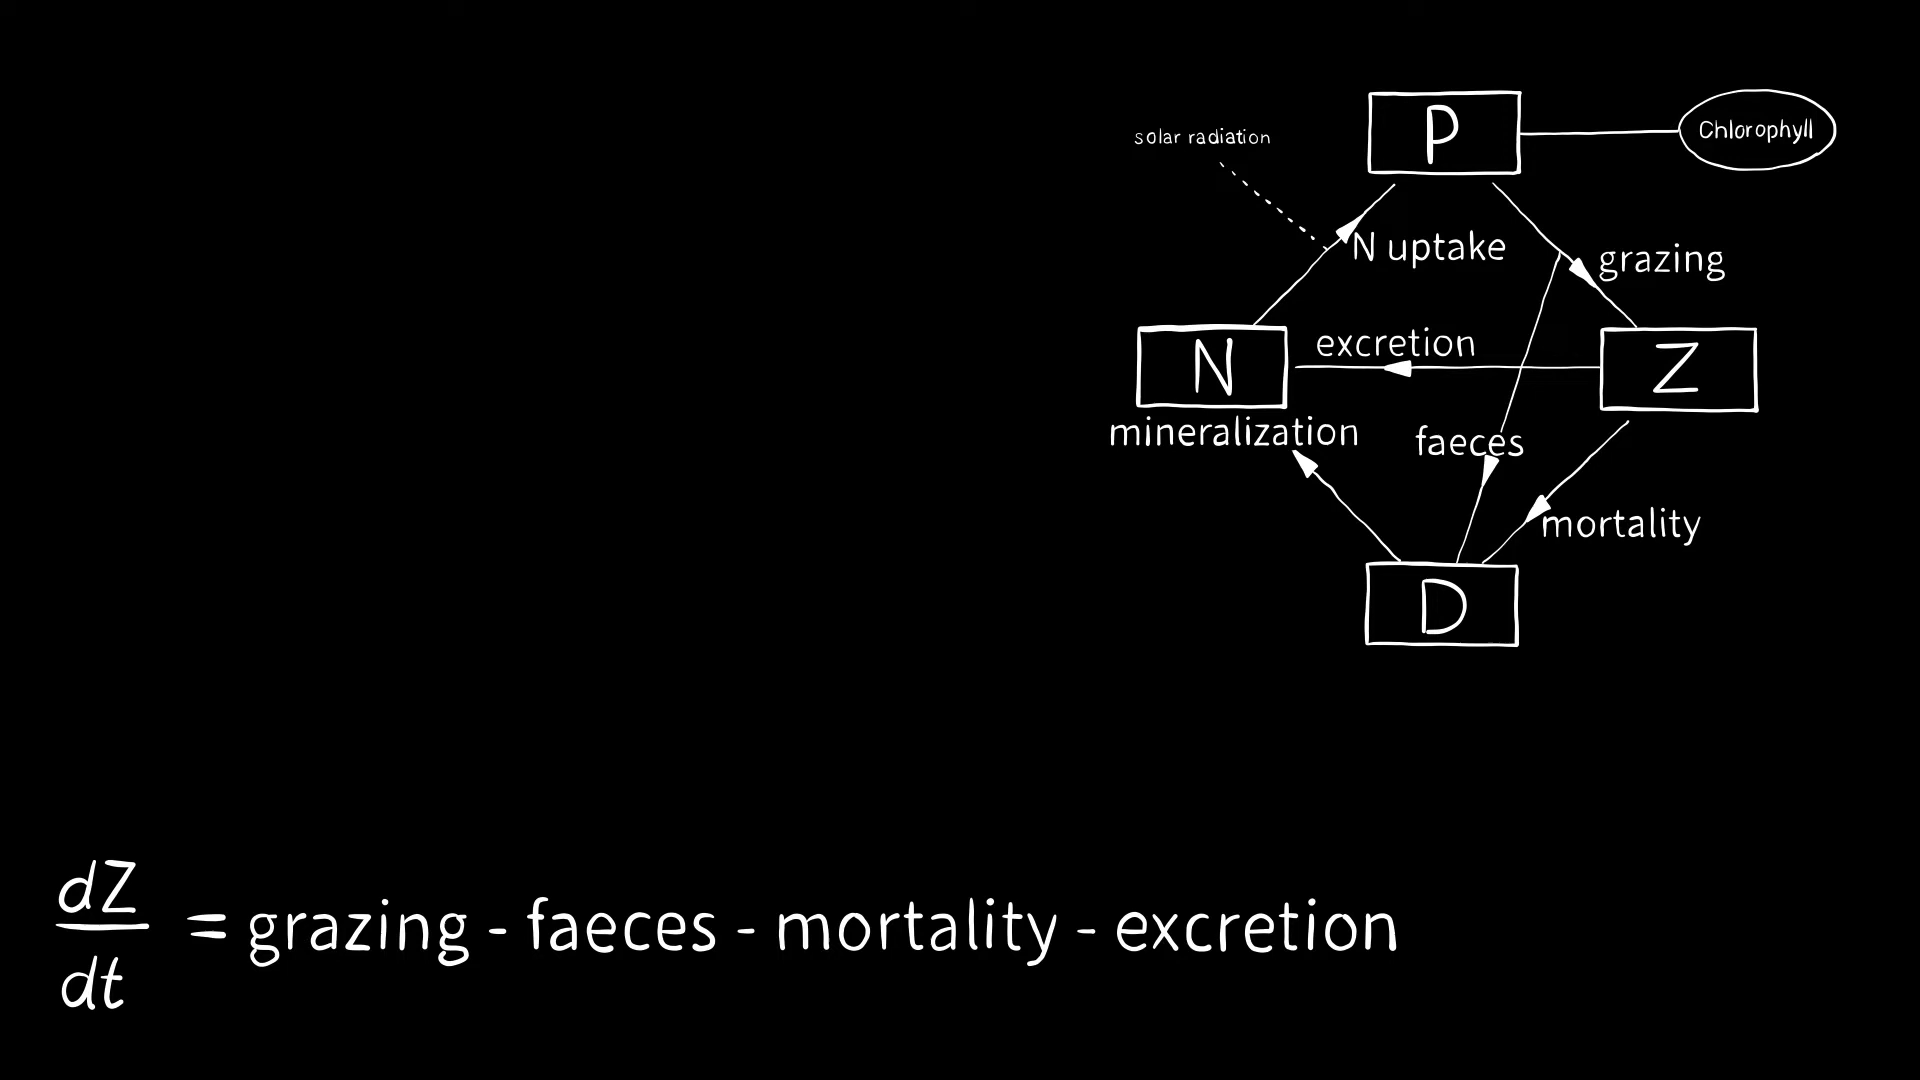 P
Chlorophyll
solar radiation
N uptake
grazing
excretion
N
Z
mineralization
faeces
mortality
D
dZ
dt
= grazing - faeces - mortality - excretion